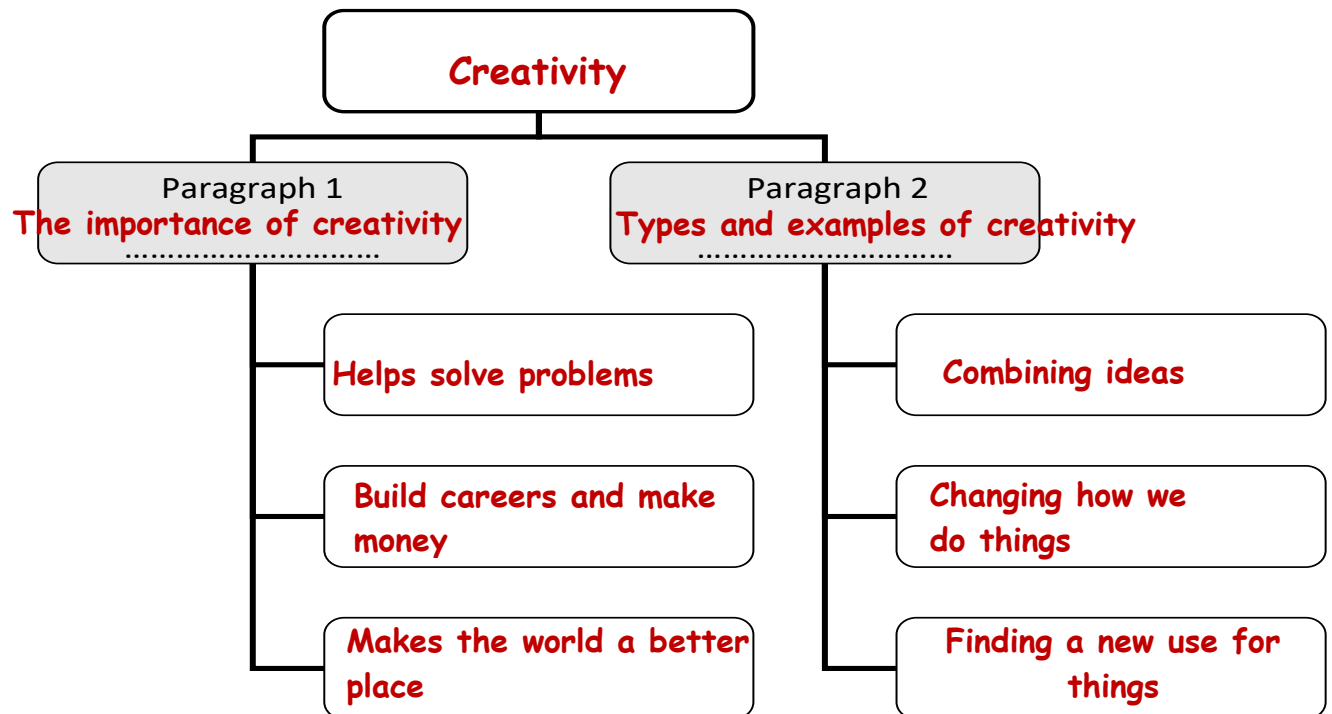 Creativity
Paragraph 1
The importance of creativity
…………………………
Paragraph 2
Types and examples of creativity
…………………………
Helps solve problems
Build careers and make
money
Makes the world a better
place
Combining ideas
Changing how we
do things
Finding a new use for
things